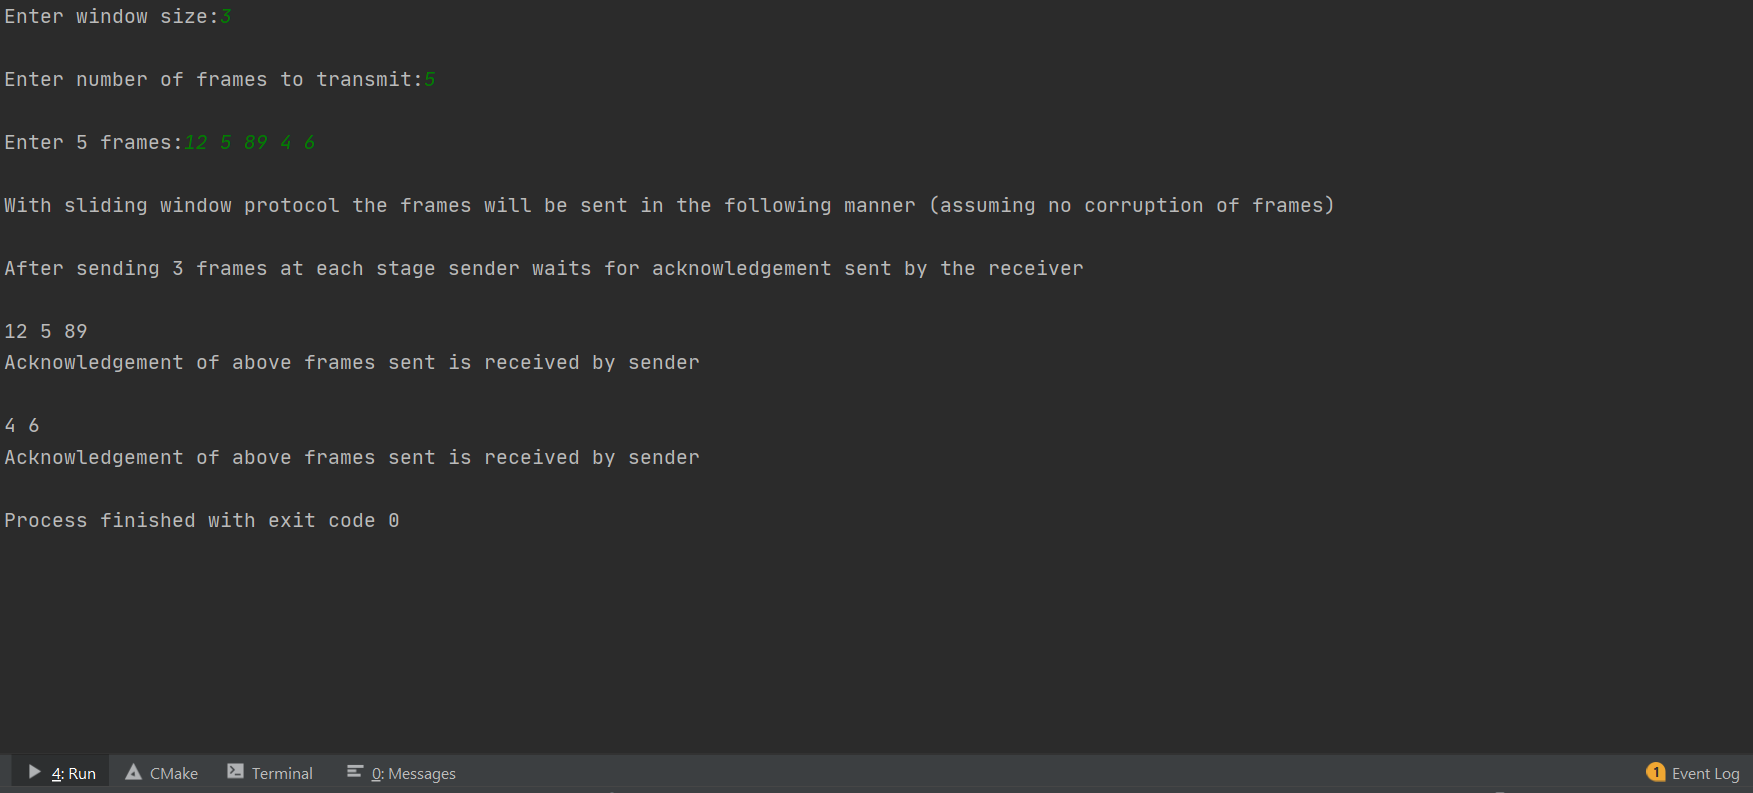 Enter window size:3
Enter number of frames to transmit:5
Enter 5 frames:12 5 89 4 6
With sliding window protocol the frames will be sent in the following manner (assuming no corruption of frames)
After sending 3 frames at each stage sender waits for acknowledgement sent by the receiver
12 5 89
Acknowledgement of above frames sent is received by sender
4 6
Acknowledgement of above frames sent is received by sender
Process finished with exit code 0
4: Run CMake Terminal 0: Messages 1 Event Log